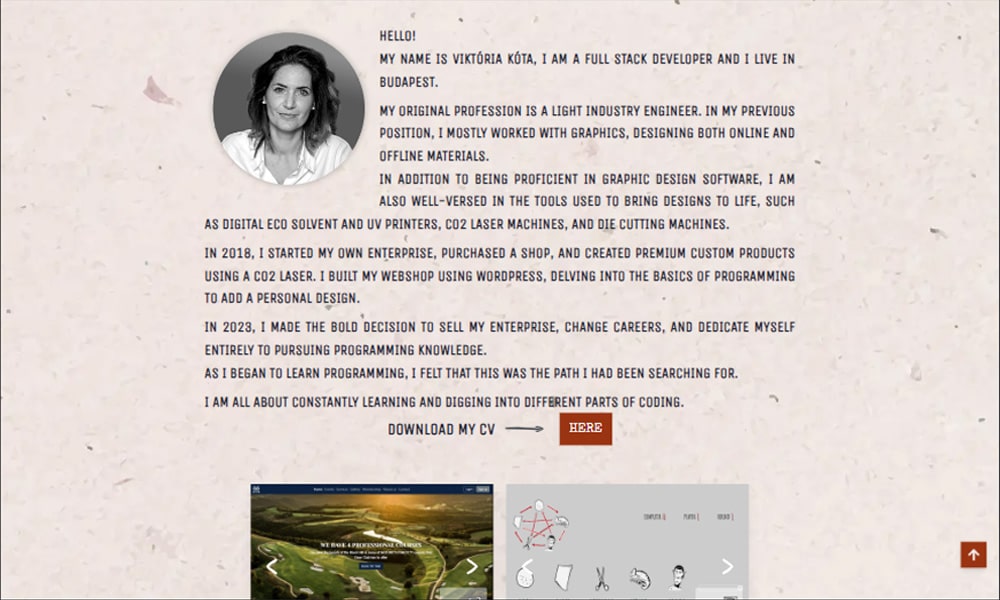 HELLO!
MY NAME IS VIKTÓRIA KÓTA, I AM A FULL STACK DEVELOPER AND I LIVE IN
BUDAPEST.
MY ORIGINAL PROFESSION IS A LIGHT INDUSTRY ENGINEER. IN MY PREVIOUS
POSITION, I MOSTLY WORKED WITH GRAPHICS, DESIGNING BOTH ONLINE AND
OFFLINE MATERIALS.
IN ADDITION TO BEING PROFICIENT IN GRAPHIC DESIGN SOFTWARE, I AM
ALSO WELL-VERSED IN THE TOOLS USED TO BRING DESIGNS TO LIFE, SUCH
AS DIGITAL ECO SOLVENT AND UV PRINTERS, CO2 LASER MACHINES, AND DIE CUTTING MACHINES.
IN 2018, I STARTED MY OWN ENTERPRISE, PURCHASED A SHOP, AND CREATED PREMIUM CUSTOM PRODUCTS
USING A CO2 LASER. I BUILT MY WEBSHOP USING WORDPRESS, DELVING INTO THE BASICS OF PROGRAMMING
TO ADD A PERSONAL DESIGN.
IN 2023, I MADE THE BOLD DECISION TO SELL MY ENTERPRISE, CHANGE CAREERS, AND DEDICATE MYSELF
ENTIRELY TO PURSUING PROGRAMMING KNOWLEDGE.
AS I BEGAN TO LEARN PROGRAMMING, I FELT THAT THIS WAS THE PATH I HAD BEEN SEARCHING FOR.
I AM ALL ABOUT CONSTANTLY LEARNING AND DIGGING INTO DIFFERENT PARTS OF CODING.
DOWNLOAD MY CV HERE
WE HAVE 4 PROFESSIONAL COURSES